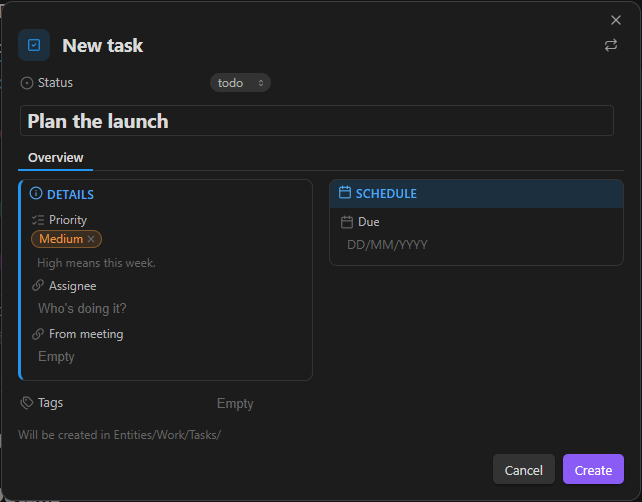 New task
Status
todo
Plan the launch
Overview
DETAILS
Priority
Medium
High means this week.
Assignee
Who's doing it?
From meeting
Empty
SCHEDULE
Due
DD/MM/YYYY
Tags
Empty
Will be created in Entities/Work/Tasks/
Cancel
Create